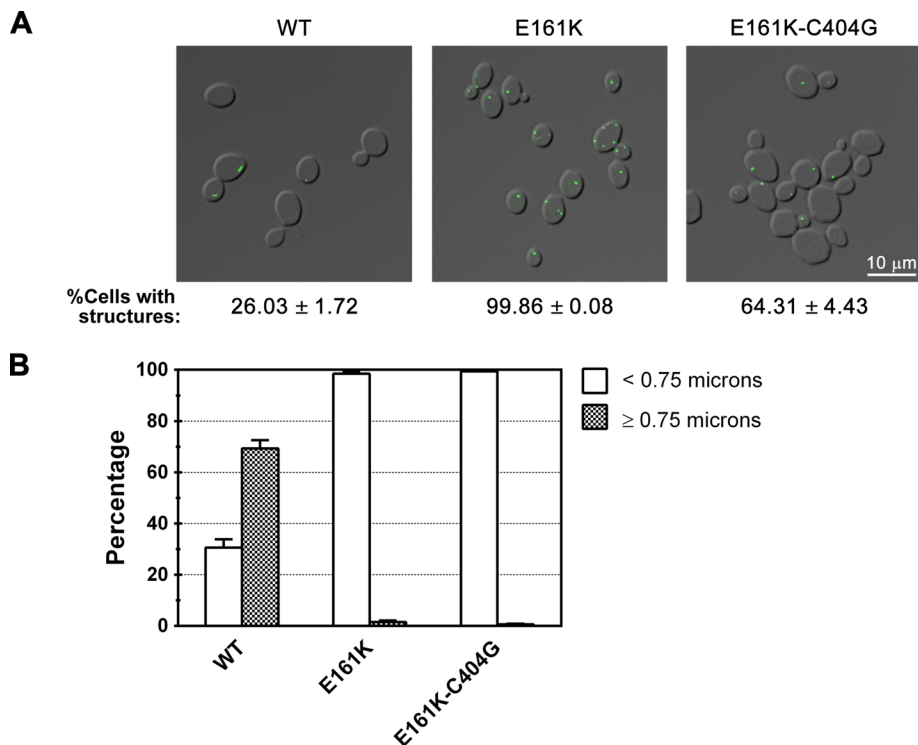 A
WT
E161K
E161K-C404G
10 μm
%Cells with
structures:
26.03 ± 1.72
99.86 ± 0.08
64.31 ± 4.43
B
Percentage
100
80
60
40
20
0
WT
E161K
E161K-C404G
< 0.75 microns
≥ 0.75 microns